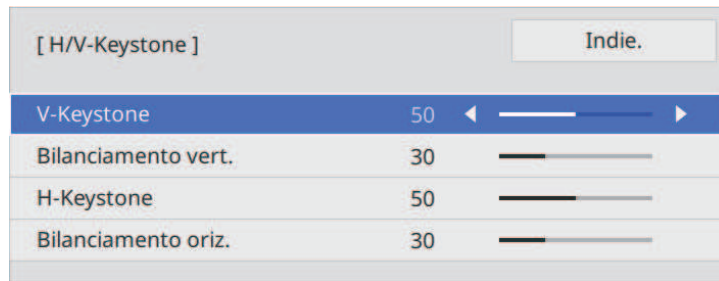 [ H/V-Keystone ]
Indie.
V-Keystone 50
Bilanciamento vert. 30
H-Keystone 50
Bilanciamento oriz. 30